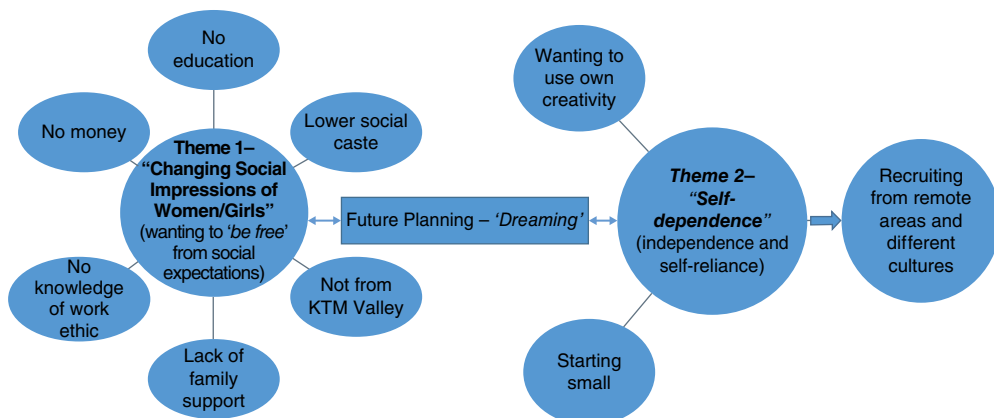 No
education
No money
Lower social
caste
Theme 1–
“Changing Social
Impressions of
Women/Girls”
(wanting to ‘be free’
from social
expectations)
No
knowledge
of work
ethic
Lack of
family
support
Not from
KTM Valley
Future Planning – ‘Dreaming’
Wanting to
use own
creativity
Theme 2–
“Self-
dependence”
(independence and
self-reliance)
Starting
small
Recruiting
from remote
areas and
different
cultures